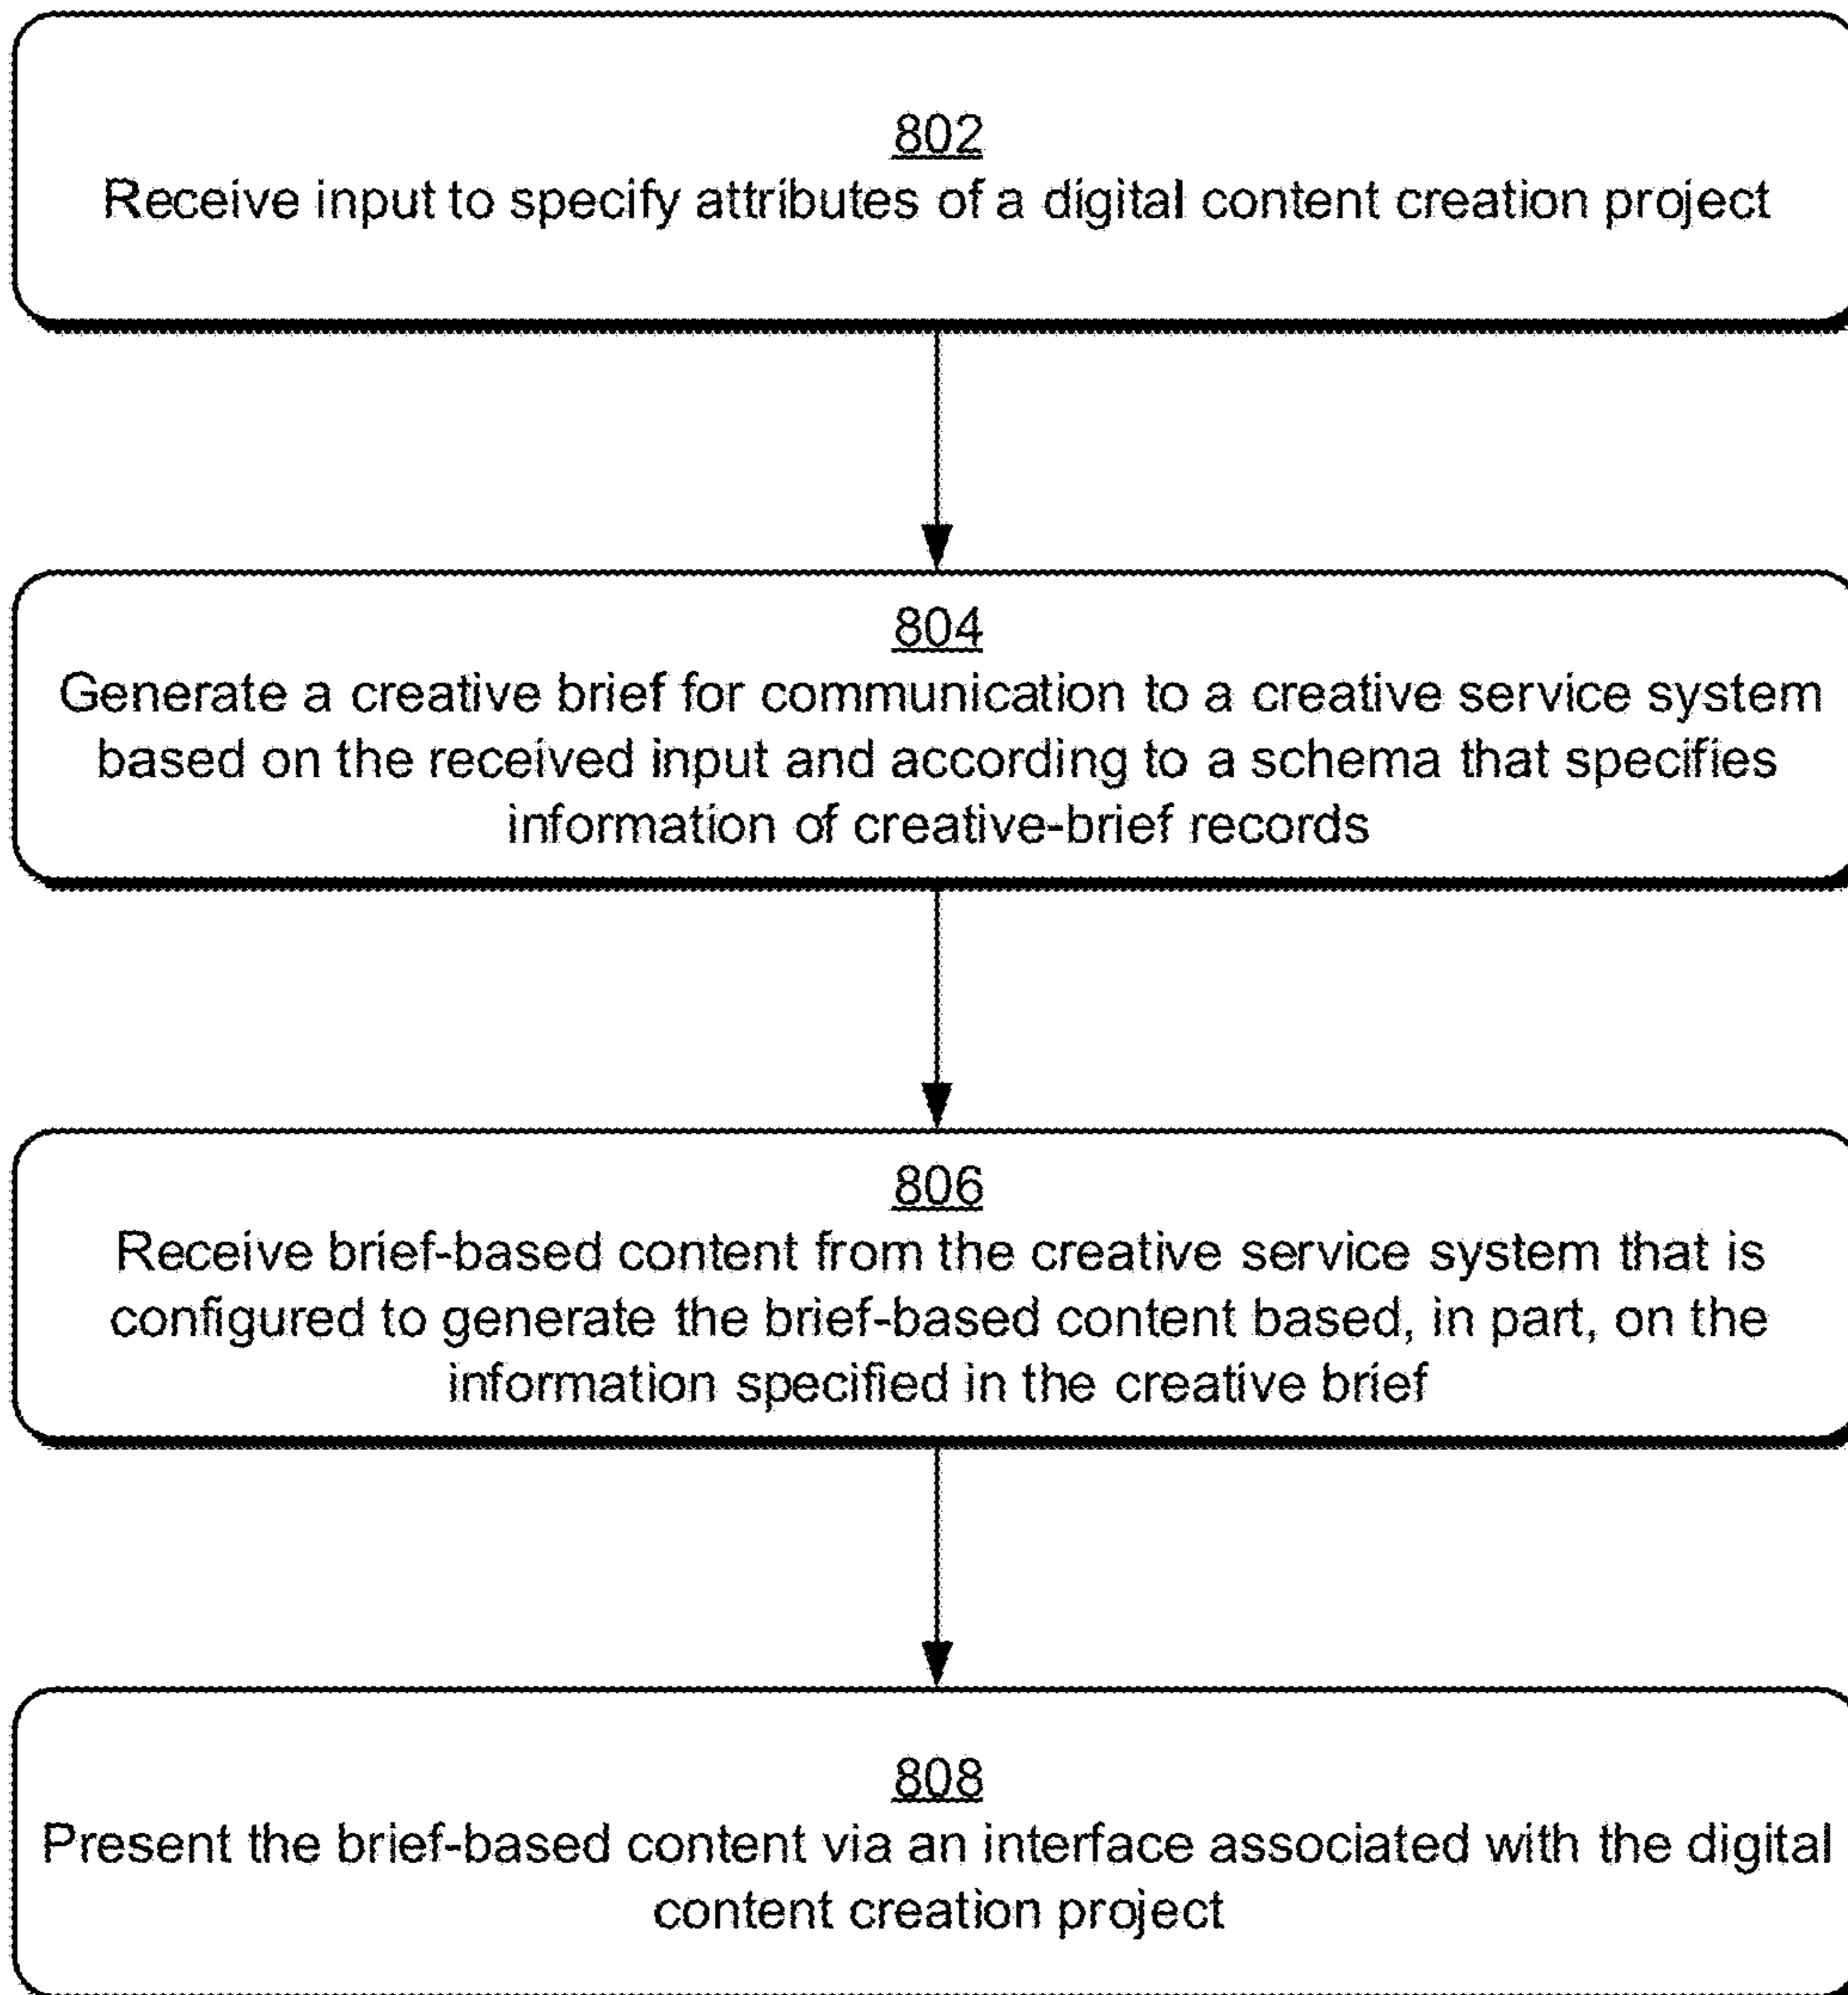 802
Receive input to specify attributes of a digital content creation project
804
Generate a creative brief for communication to a creative service system
based on the received input and according to a schema that specifies
information of creative-brief records
806
Receive brief-based content from the creative service system that is
configured to generate the brief-based content based, in part, on the
information specified in the creative brief
808
Present the brief-based content via an interface associated with the digital
content creation project